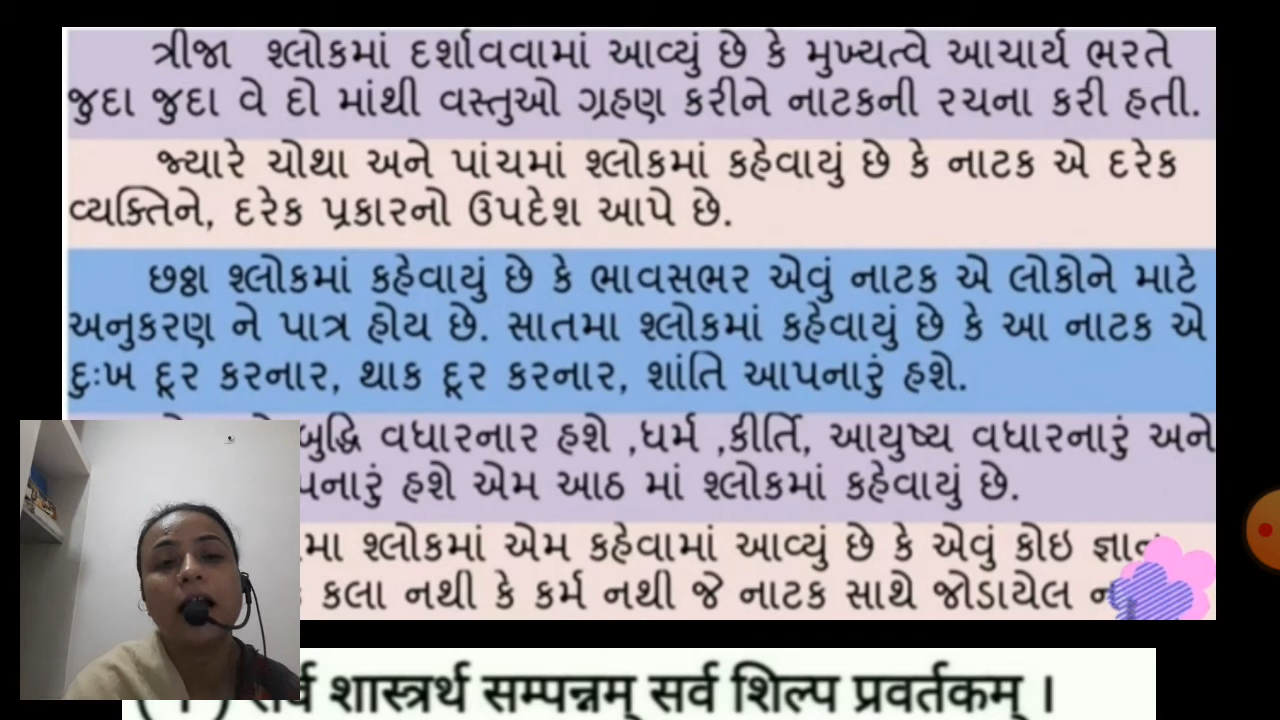 ત્રીજા શ્લોકમાં દર્શાવવામાં આવ્યું છે કે મુખ્યત્વે આચાર્ય ભરતે
જુદા જુદા વે દો માંથી વસ્તુઓ ગ્રહણ કરીને નાટકની રચના કરી હતી.
જ્યારે ચોથા અને પાંચમાં શ્લોકમાં કહેવાયું છે કે નાટક એ દરેક
વ્યક્તિને, દરેક પ્રકારનો ઉપદેશ આપે છે.
છઠ્ઠા શ્લોકમાં કહેવાયું છે કે ભાવસભર એવું નાટક એ લોકોને માટે
અનુકરણ ને પાત્ર હોય છે. સાતમા શ્લોકમાં કહેવાયું છે કે આ નાટક એ
દુઃખ દૂર કરનાર, થાક દૂર કરનાર, શાંતિ આપનારું હશે.
બુદ્ધિ વધારનાર હશે ,ધર્મ ,કીર્તિ, આયુષ્ય વધારનારું અને
પનારું હશે એમ આઠ માં શ્લોકમાં કહેવાયું છે.
મા શ્લોકમાં એમ કહેવામાં આવ્યું છે કે એવું કોઇ જ્ઞાન
કલા નથી કે કર્મ નથી જે નાટક સાથે જોડાયેલ
सर्व शास्त्रर्थ सम्पन्नम् सर्व शिल्प प्रवर्तकम् ।